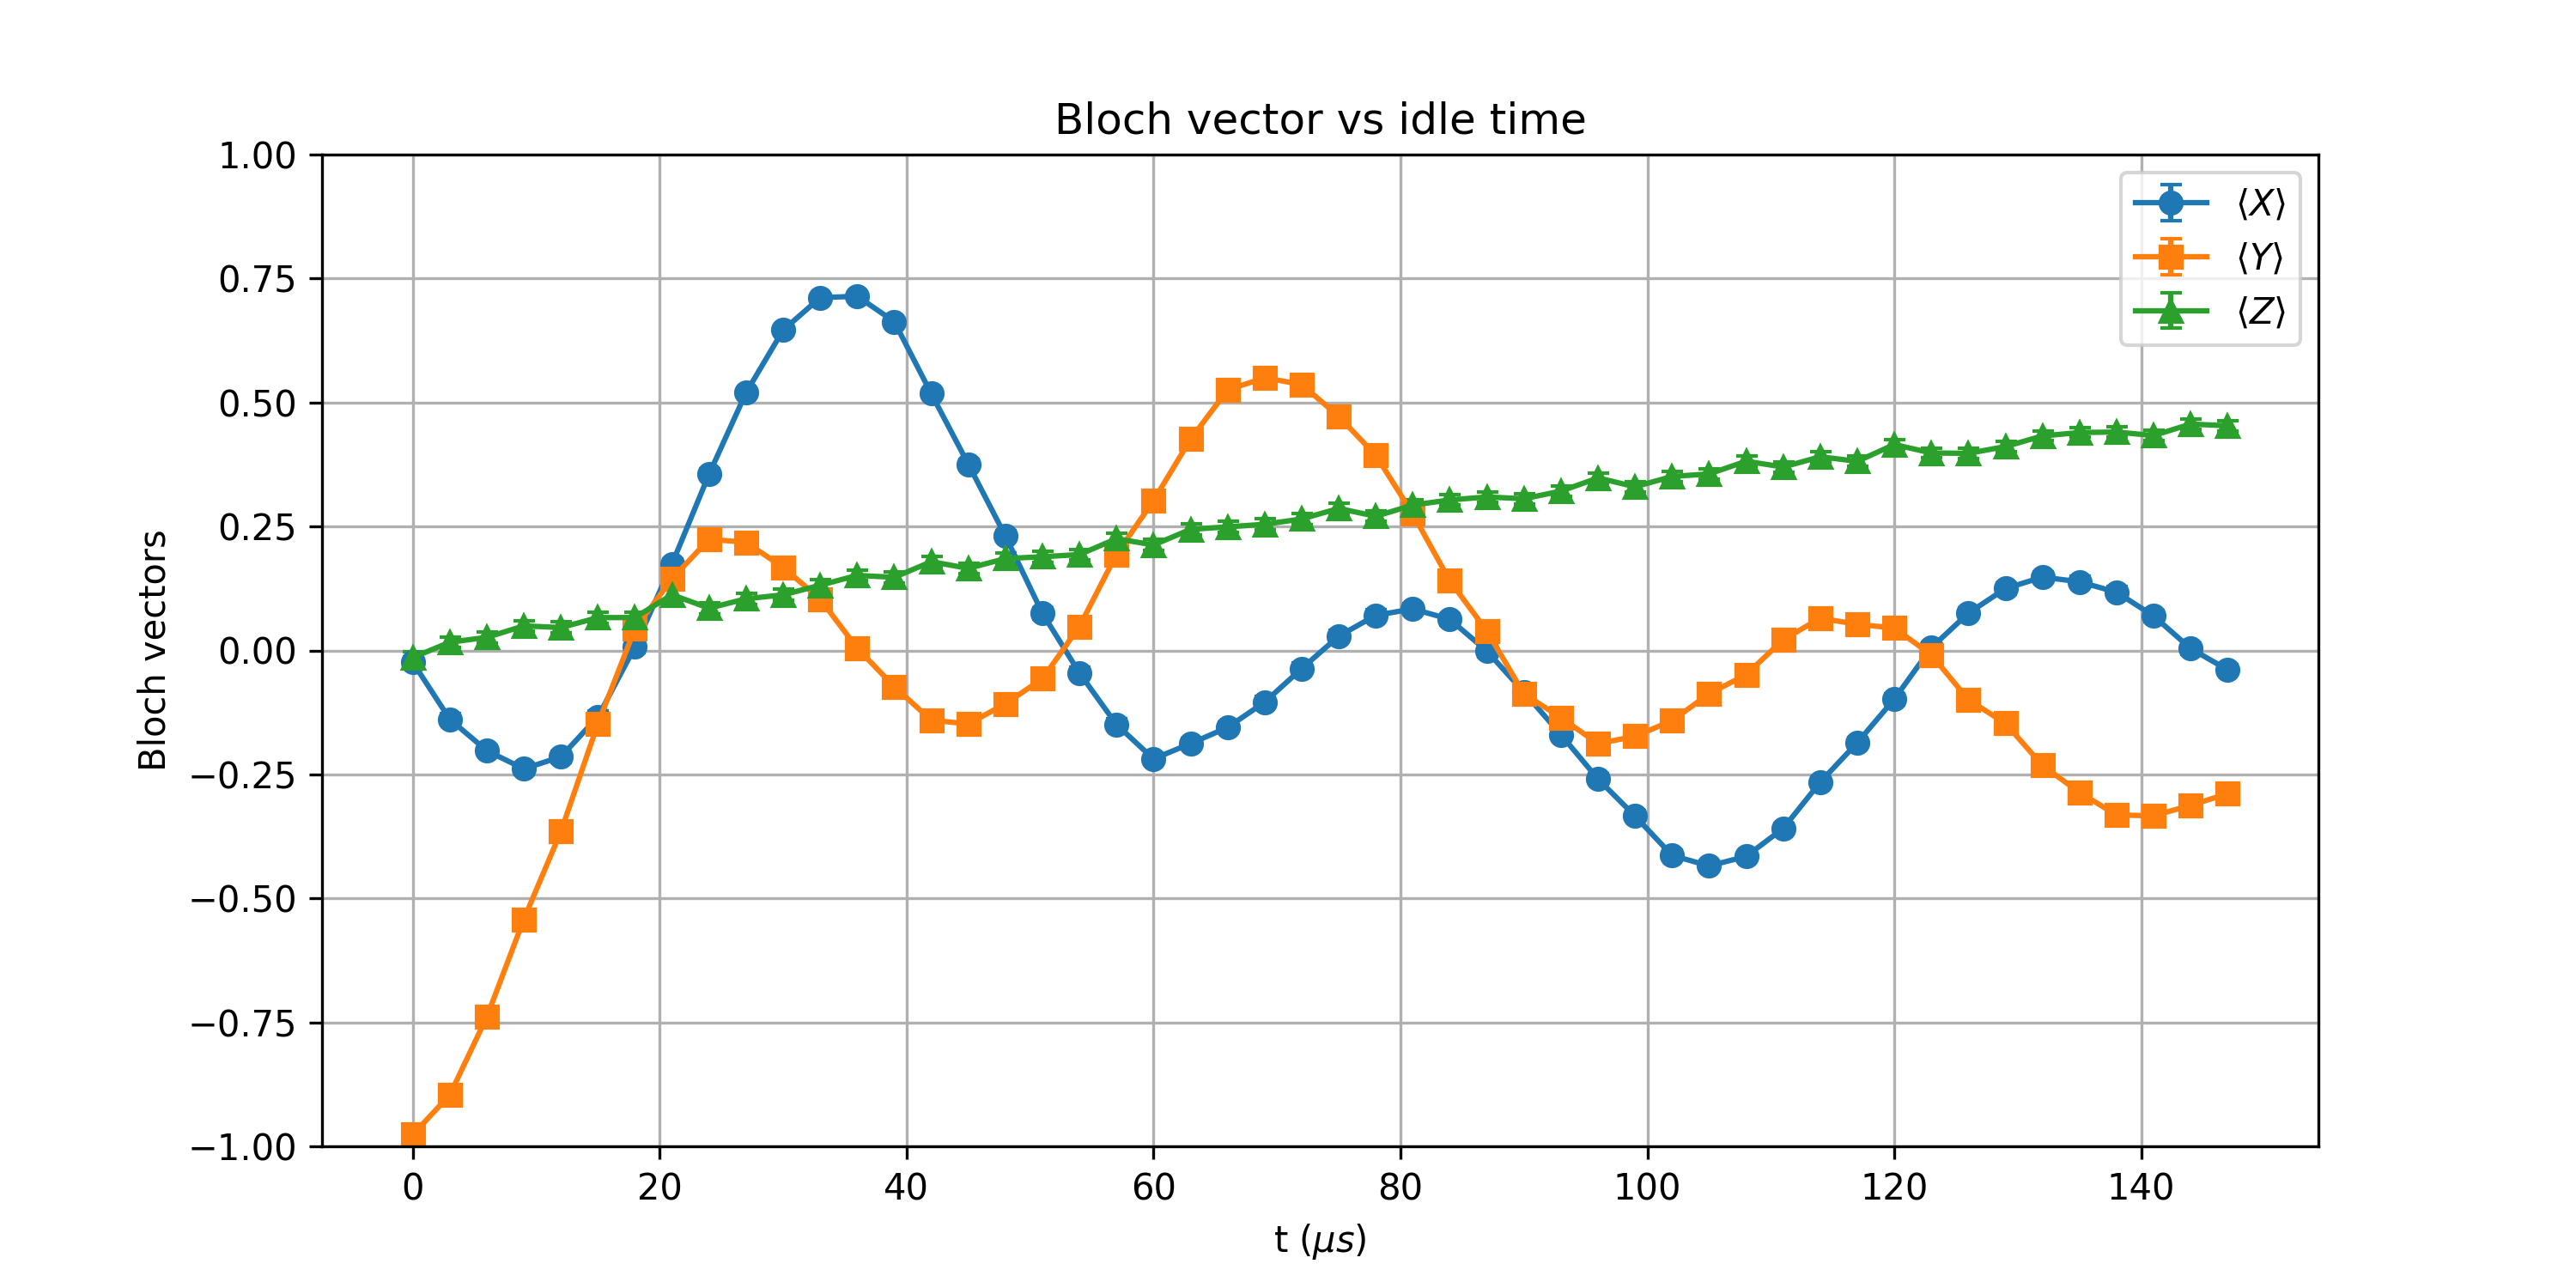 Bloch vector vs idle time
1.00
0.75
0.50
0.25
0.00
−0.25
−0.50
−0.75
−1.00
Bloch vectors
⟨X⟩
⟨Y⟩
⟨Z⟩
0 20 40 60 80 100 120 140
t (μs)